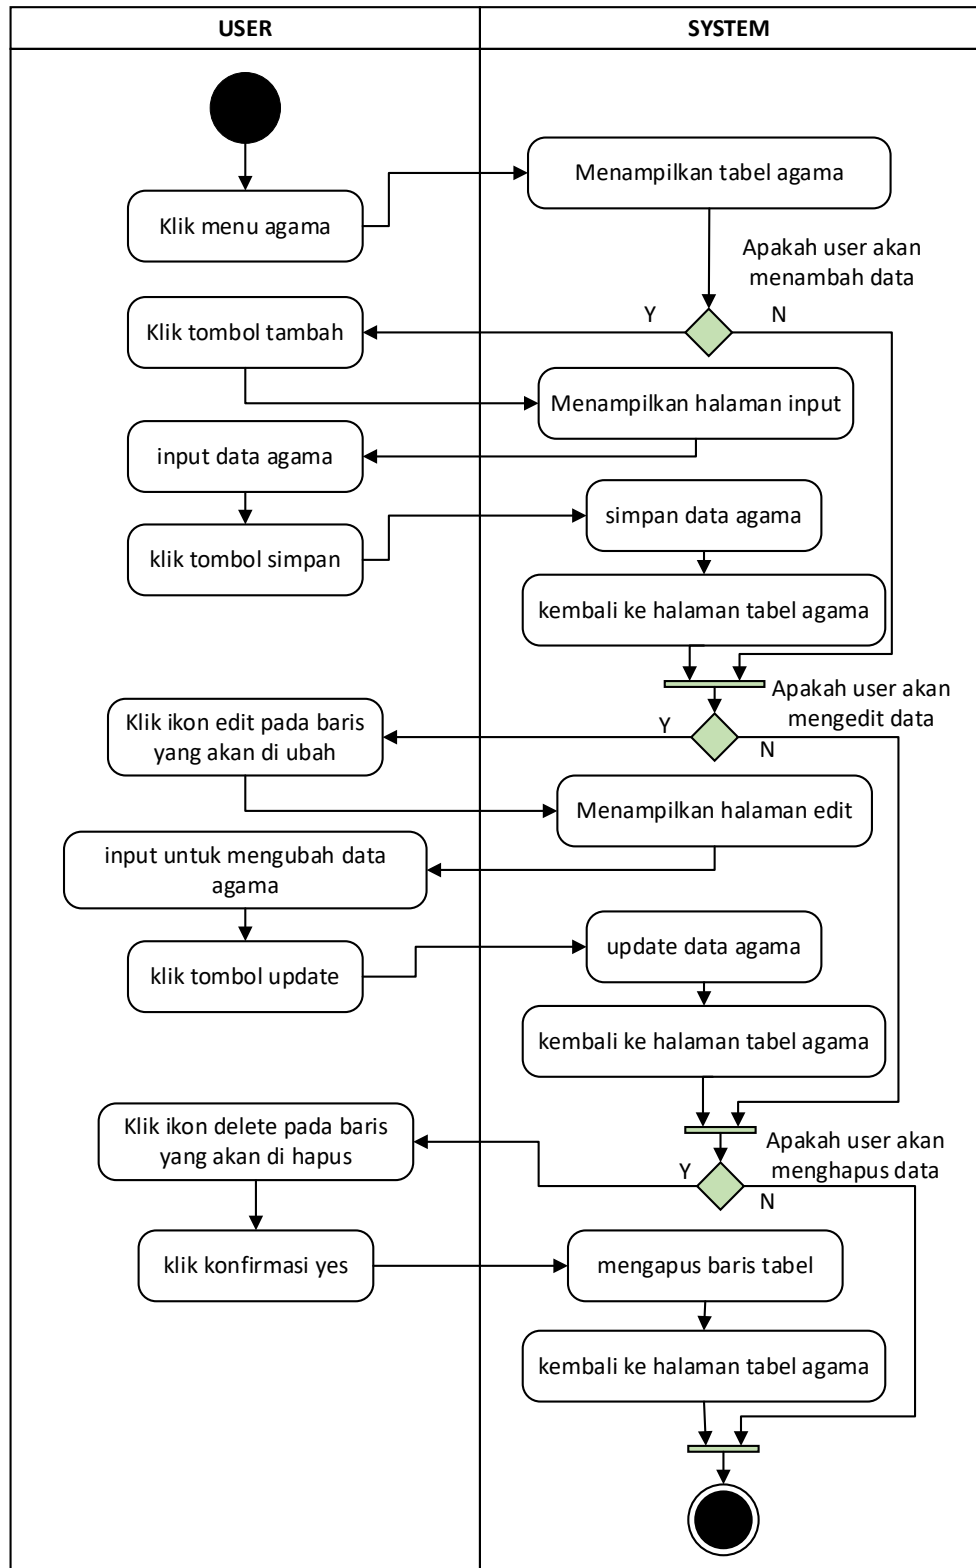 USER
SYSTEM
Menampilkan tabel agama
Klik menu agama
Apakah user akan
menambah data
Y
N
Klik tombol tambah
Menampilkan halaman input
input data agama
simpan data agama
klik tombol simpan
kembali ke halaman tabel agama
Apakah user akan
mengedit data
Y
N
Klik ikon edit pada baris
yang akan di ubah
Menampilkan halaman edit
input untuk mengubah data
agama
update data agama
klik tombol update
kembali ke halaman tabel agama
Klik ikon delete pada baris
yang akan di hapus
Apakah user akan
menghapus data
Y
N
klik konfirmasi yes
mengapus baris tabel
kembali ke halaman tabel agama